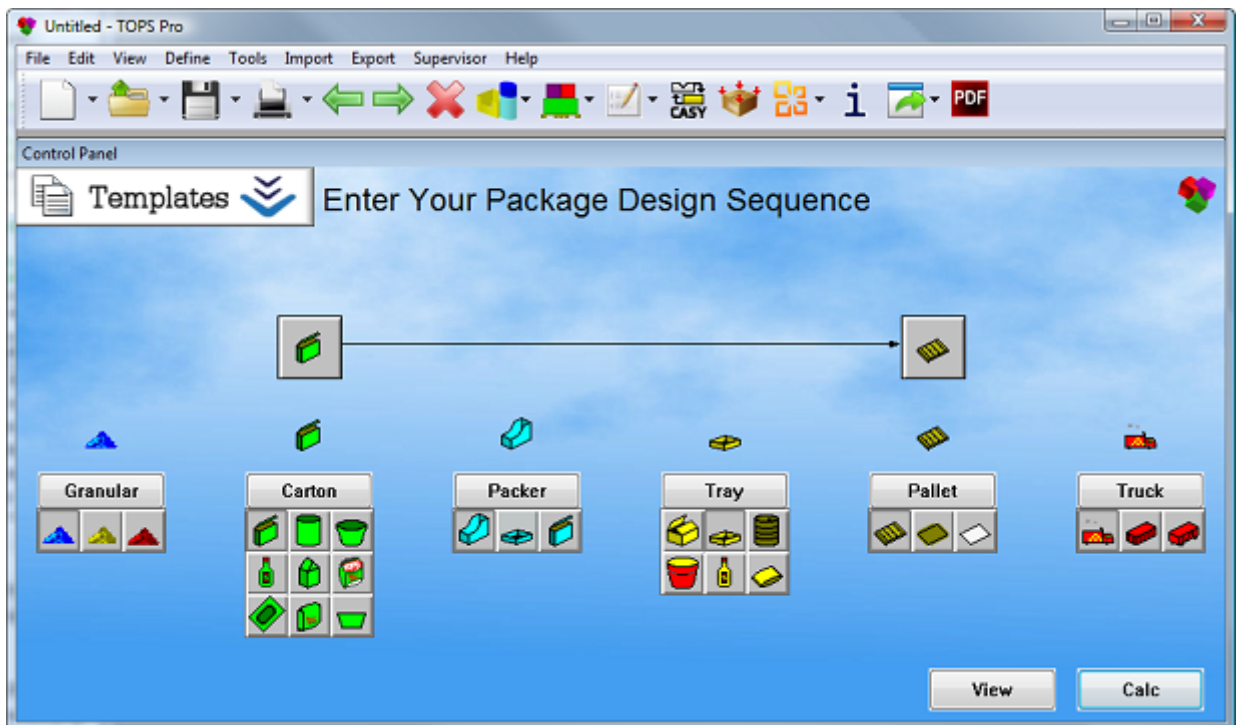 Untitled - TOPS Pro
File Edit View Define Tools Import Export Supervisor Help
CASY i PDF
Control Panel
Templates Enter Your Package Design Sequence
Granular Carton Packer Tray Pallet Truck
View Calc